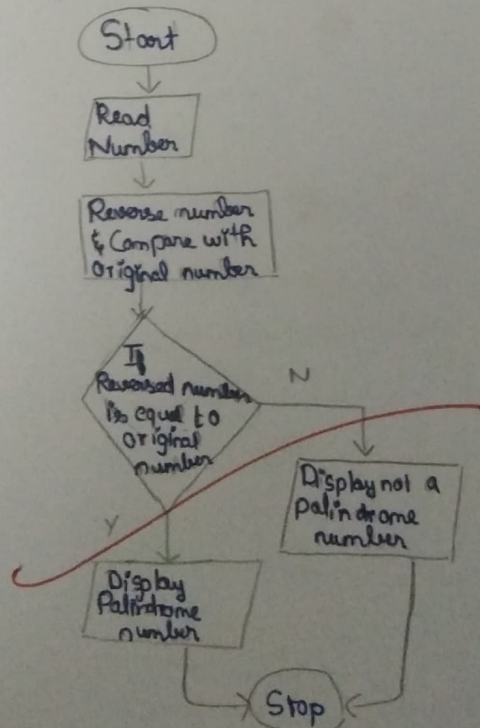 Start
Read
Number
Reverse number
& Compare with
Original number
If
Reversed number
is equal to
original
number
N
Y
Display not a
palindrome
number
Display
Palindrome
number
Stop